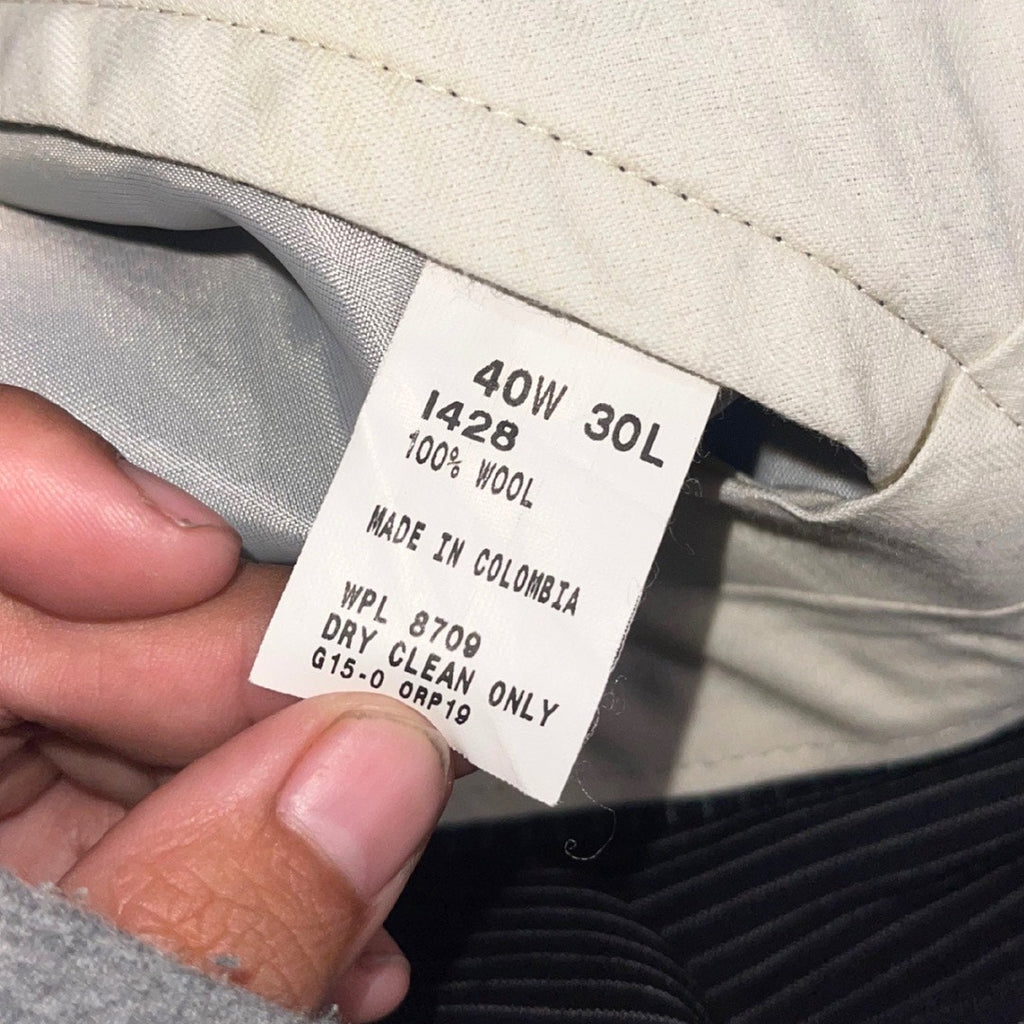 40W 30L
1428
100% WOOL
MADE IN COLOMBIA
WPL 8709
DRY CLEAN ONLY
G15-0 ORP19